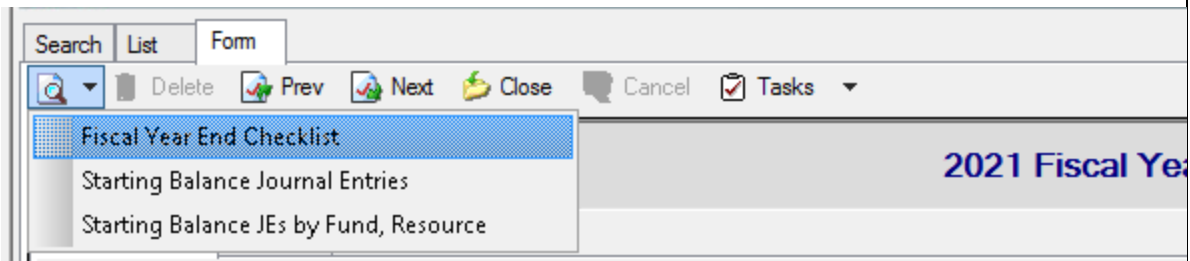 Search List Form
Delete Prev Next Close Cancel Tasks
Fiscal Year End Checklist
2021 Fiscal Yea
Starting Balance Journal Entries
Starting Balance JEs by Fund, Resource